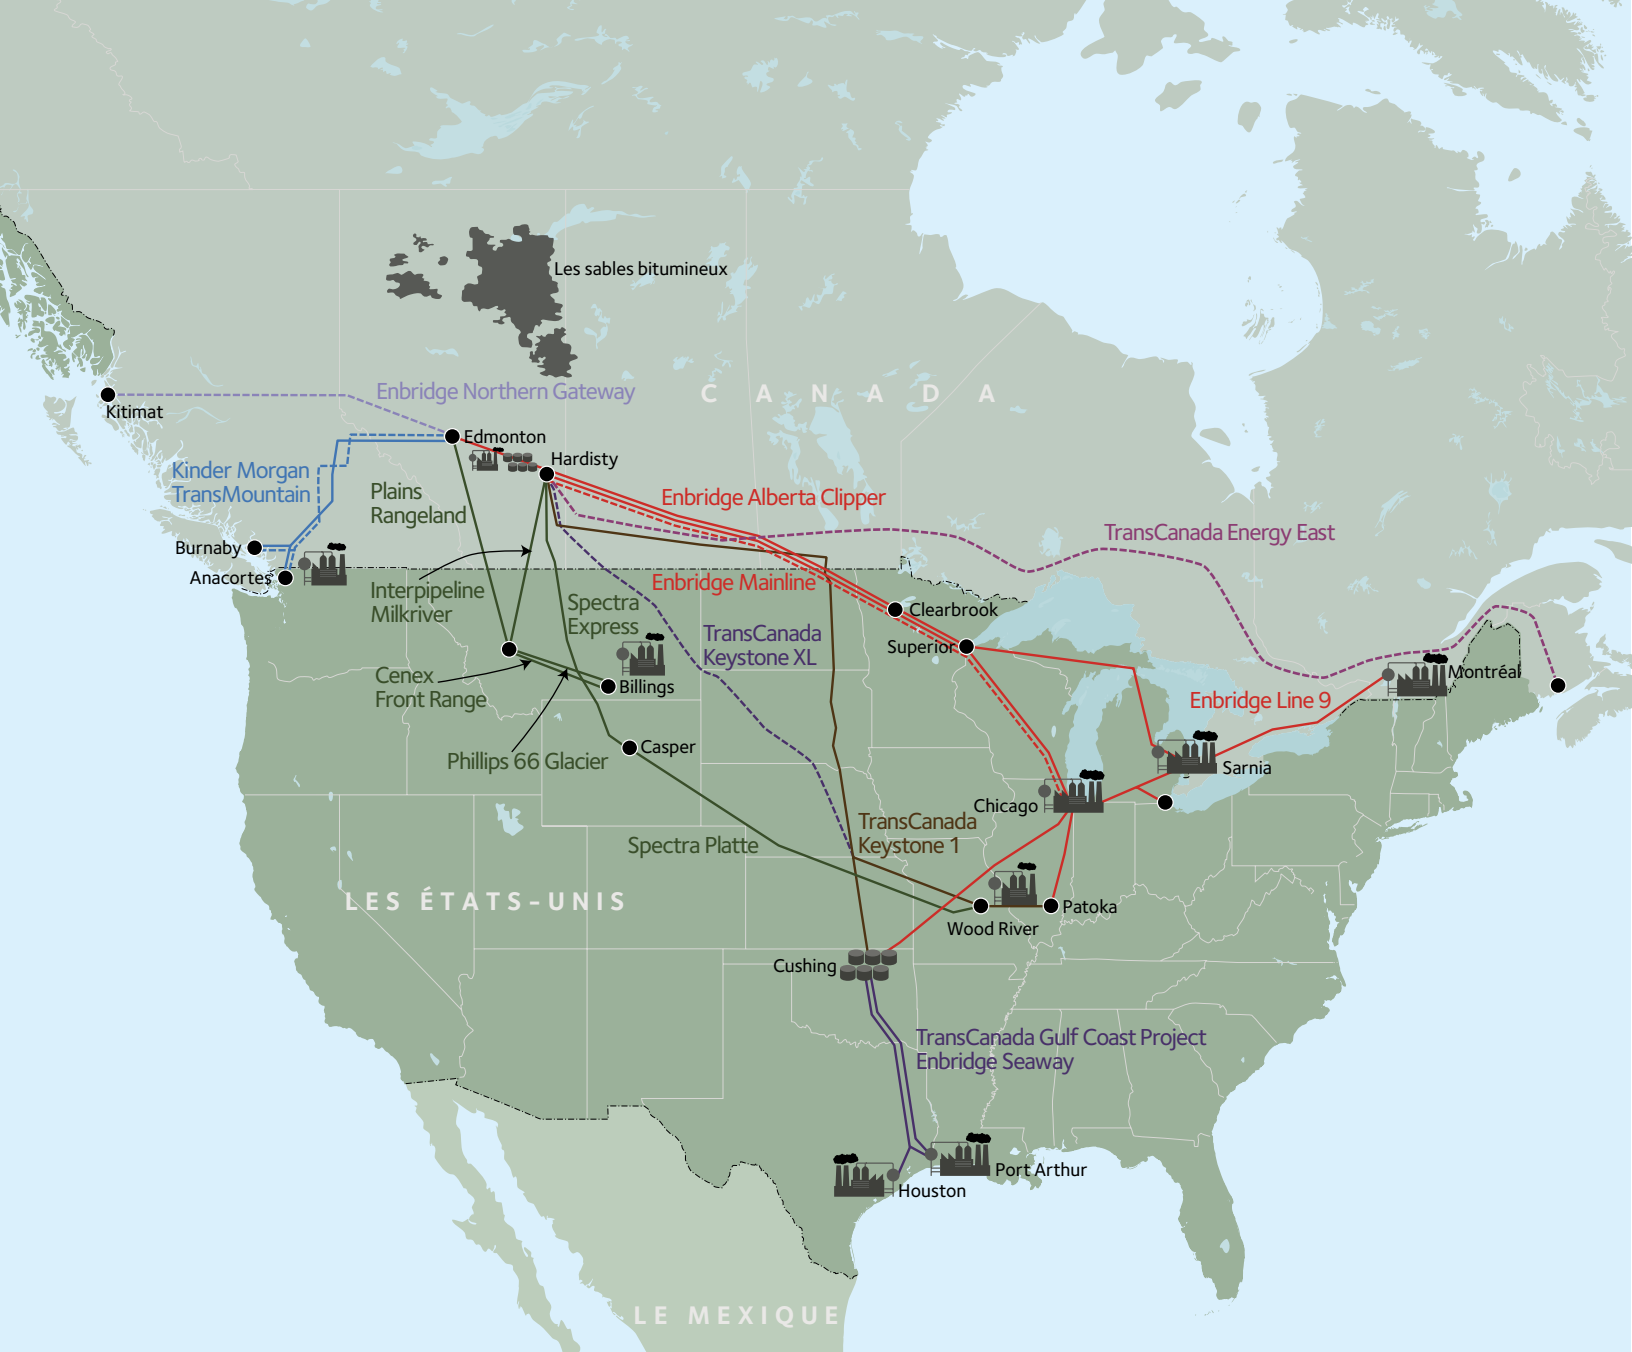 Les sables bitumineux
Enbridge Northern Gateway
C A N A D A
Kitimat
Edmonton
Hardisty
Kinder Morgan
TransMountain
Plains
Rangeland
Enbridge Alberta Clipper
TransCanada Energy East
Burnaby
Anacortes
Interpipeline
Milkriver
Enbridge Mainline
Spectra
Express
Clearbrook
TransCanada
Keystone XL
Superior
Cenex
Front Range
Billings
Montréal
Enbridge Line 9
Phillips 66 Glacier
Casper
Sarnia
Chicago
Spectra Platte
TransCanada
Keystone 1
LES ÉTATS-UNIS
Patoka
Wood River
Cushing
TransCanada Gulf Coast Project
Enbridge Seaway
Port Arthur
Houston
LE MEXIQUE